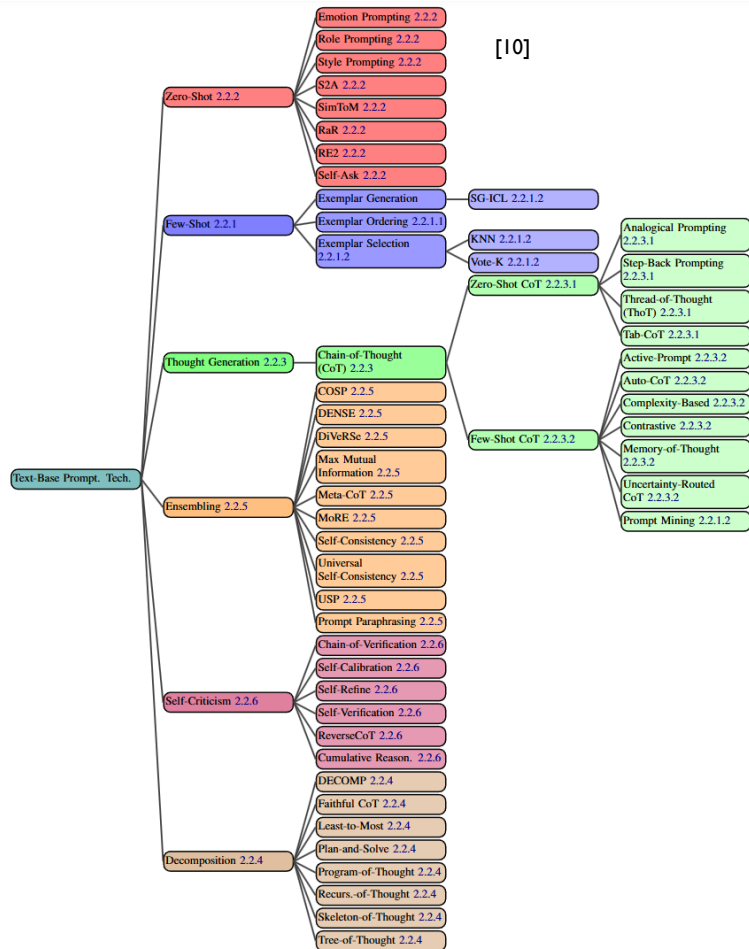 Emotion Prompting 2.2.2
Role Prompting 2.2.2
[10]
Style Prompting 2.2.2
S2A 2.2.2
Zero-Shot 2.2.2
SimToM 2.2.2
RaR 2.2.2
RE2 2.2.2
Self-Ask 2.2.2
Exemplar Generation
SG-ICL 2.2.1.2
Few-Shot 2.2.1
Exemplar Ordering 2.2.1.1
Exemplar Selection
2.2.1.2
KNN 2.2.1.2
Vote-K 2.2.1.2
Analogical Prompting
2.2.3.1
Step-Back Prompting
2.2.3.1
Zero-Shot CoT 2.2.3.1
Thread-of-Thought
(ThoT) 2.2.3.1
Tab-CoT 2.2.3.1
Thought Generation 2.2.3
Chain-of-Thought
(CoT) 2.2.3
Active-Prompt 2.2.3.2
Auto-CoT 2.2.3.2
Complexity-Based 2.2.3.2
Contrastive 2.2.3.2
Few-Shot CoT 2.2.3.2
Memory-of-Thought
2.2.3.2
Uncertainty-Routed
CoT 2.2.3.2
Prompt Mining 2.2.1.2
COSP 2.2.5
DENSE 2.2.5
DiVeRSe 2.2.5
Max Mutual
Information 2.2.5
Text-Base Prompt. Tech.
Meta-CoT 2.2.5
Ensembling 2.2.5
MoRE 2.2.5
Self-Consistency 2.2.5
Universal
Self-Consistency 2.2.5
USP 2.2.5
Prompt Paraphrasing 2.2.5
Chain-of-Verification 2.2.6
Self-Calibration 2.2.6
Self-Refine 2.2.6
Self-Criticism 2.2.6
Self-Verification 2.2.6
ReverseCoT 2.2.6
Cumulative Reason. 2.2.6
DECOMP 2.2.4
Faithful CoT 2.2.4
Least-to-Most 2.2.4
Plan-and-Solve 2.2.4
Decomposition 2.2.4
Program-of-Thought 2.2.4
Recurs.-of-Thought 2.2.4
Skeleton-of-Thought 2.2.4
Tree-of-Thought 2.2.4